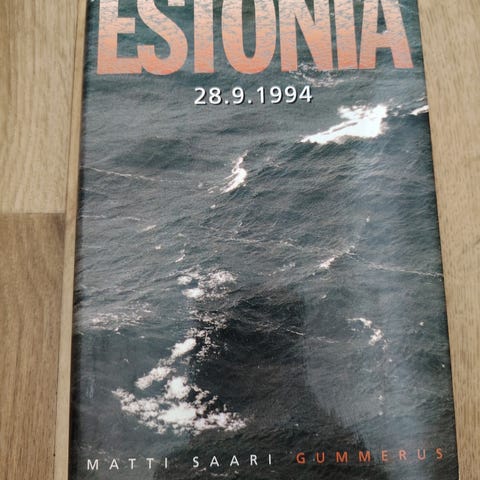 ESTONIA
28.9.1994
MATTI SAARI GUMMERUS